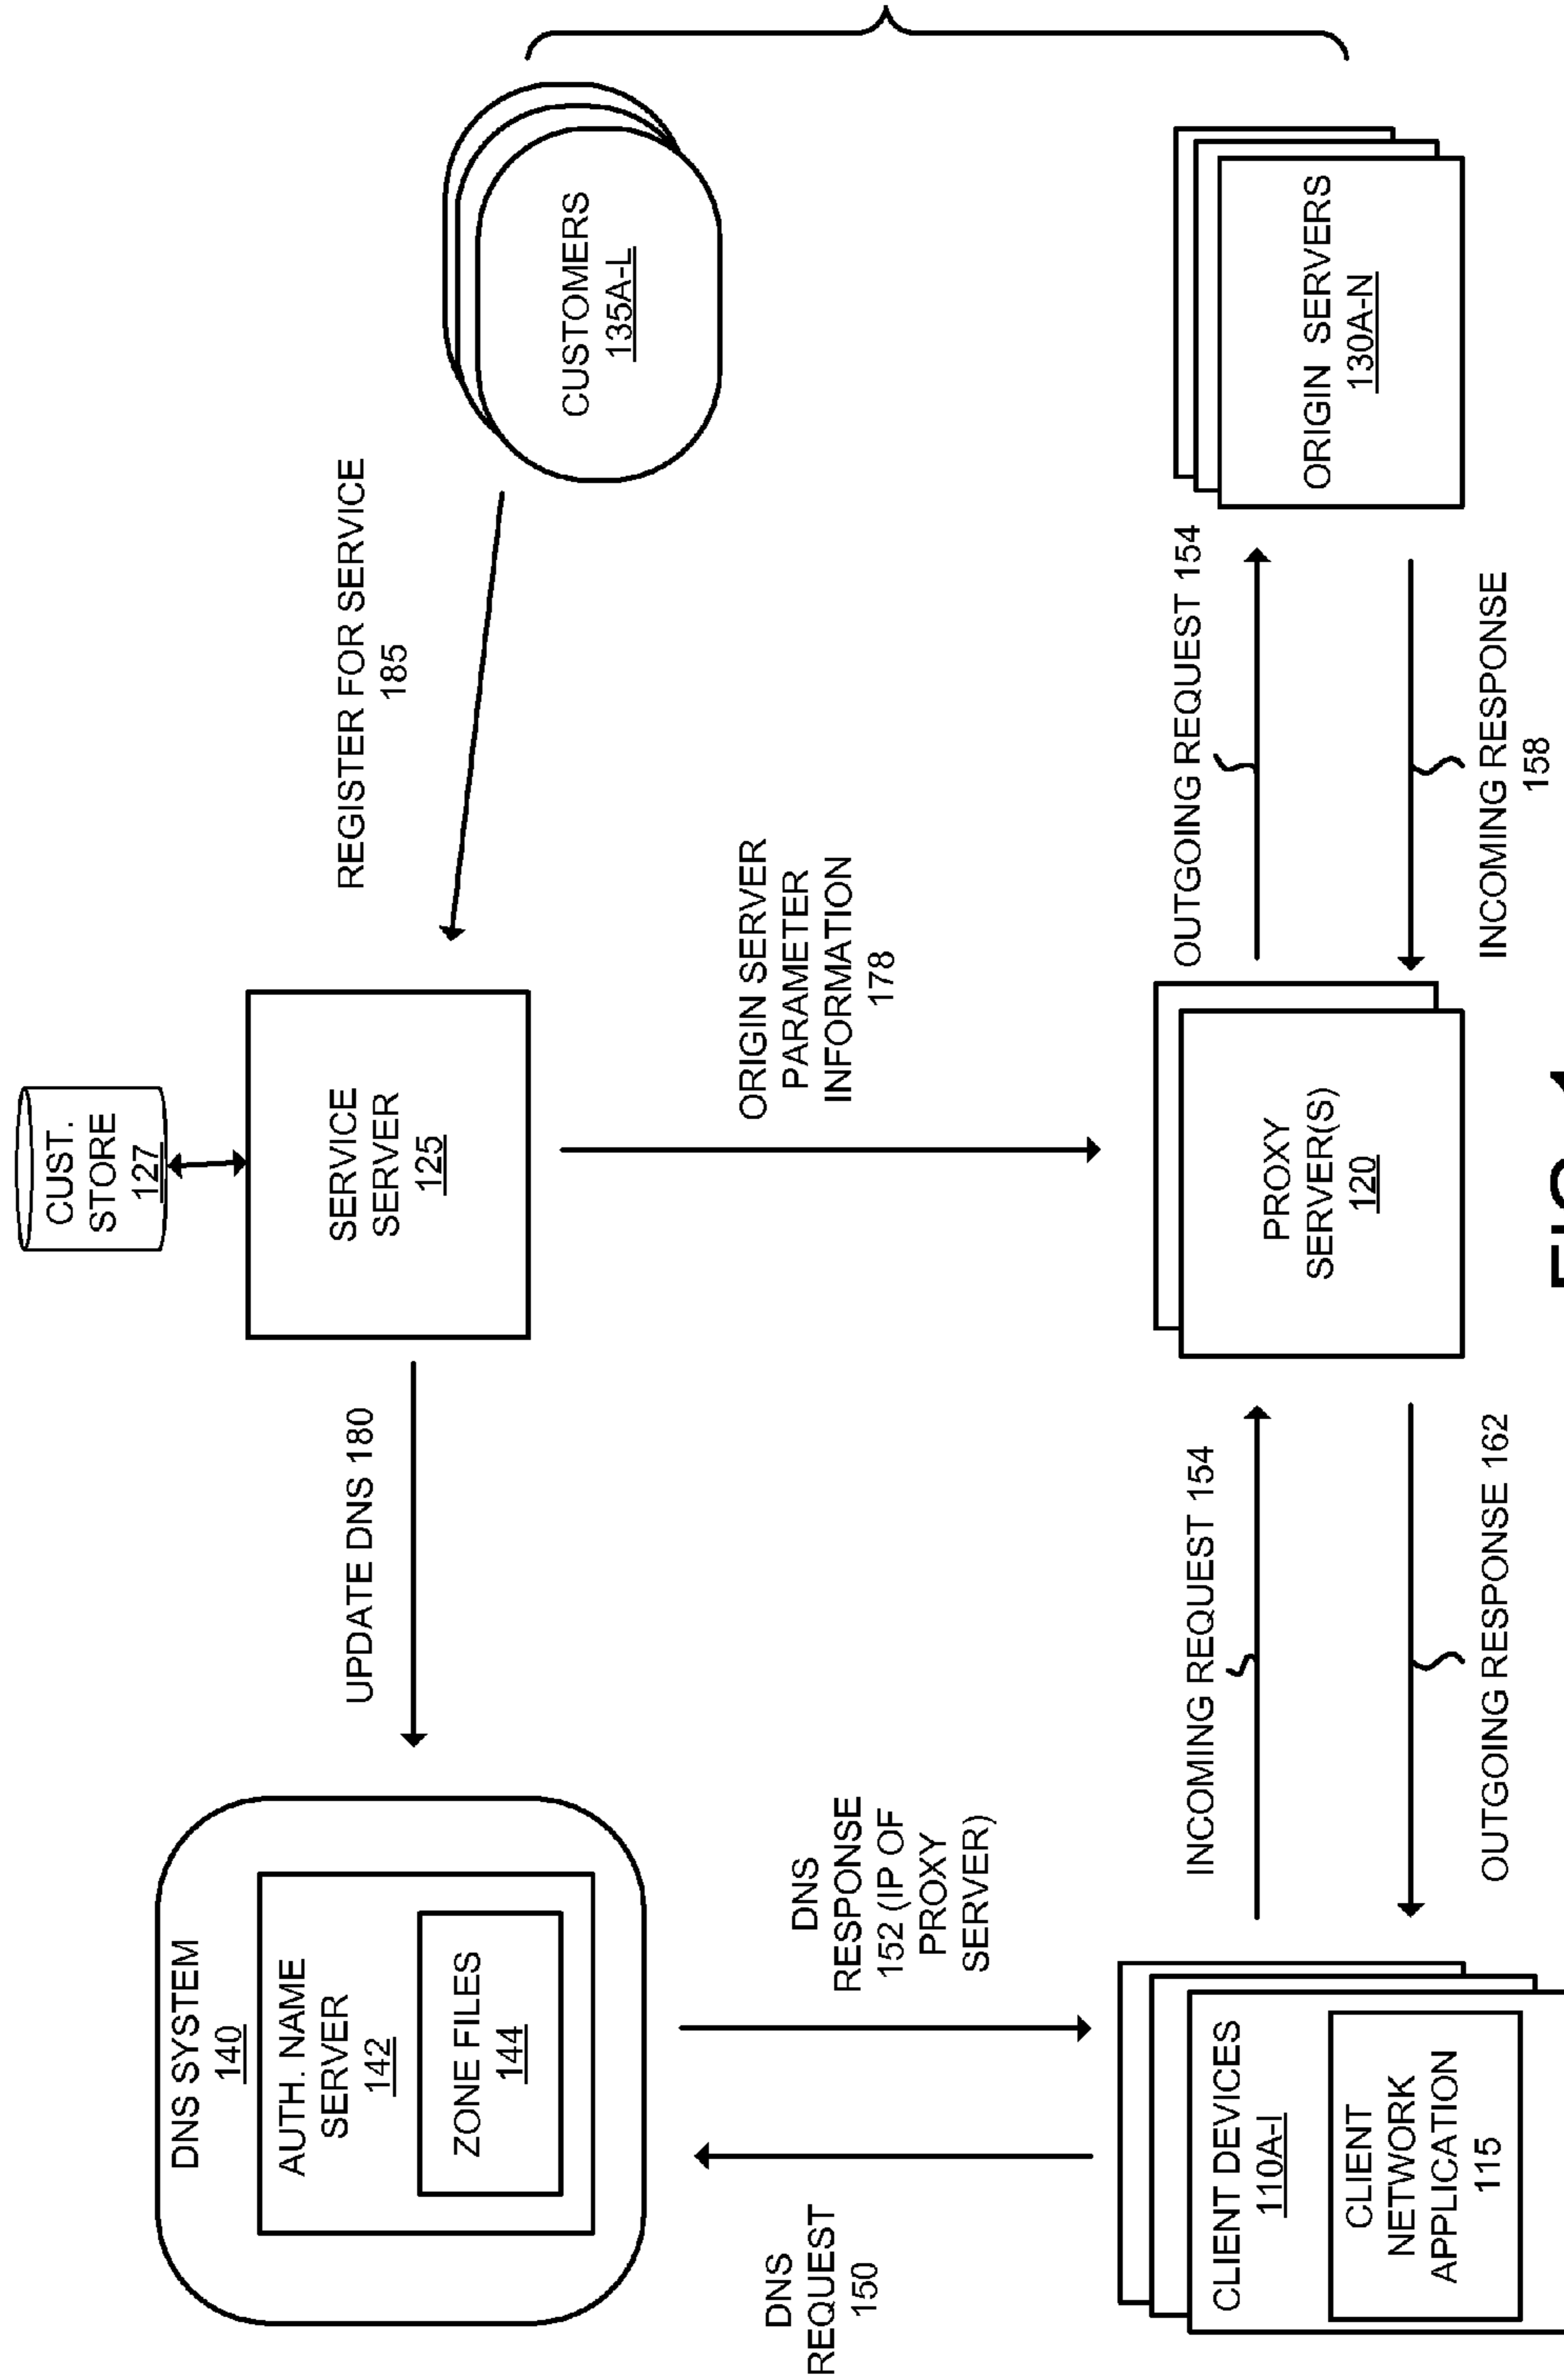 CUST.
STORE
127
DNS SYSTEM
140
AUTH. NAME
SERVER
142
ZONE FILES
144
UPDATE DNS 180
SERVICE
SERVER
125
REGISTER FOR SERVICE
185
CUSTOMERS
135A-L
DNS
REQUEST
150
DNS
RESPONSE
152 (IP OF
PROXY
SERVER)
ORIGIN SERVER
PARAMETER
INFORMATION
178
CLIENT DEVICES
110A-I
CLIENT
NETWORK
APPLICATION
115
INCOMING REQUEST 154
OUTGOING RESPONSE 162
PROXY
SERVER(S)
120
OUTGOING REQUEST 154
INCOMING RESPONSE
158
ORIGIN SERVERS
130A-N